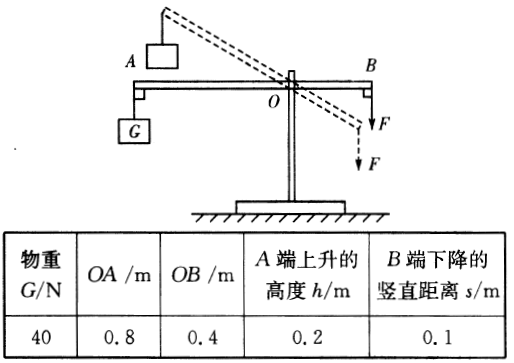 A
B
O
G
F
F
物重 G/N
OA /m
OB /m
A 端上升的高度 h/m
B 端下降的竖直距离 s/m
40
0.8
0.4
0.2
0.1